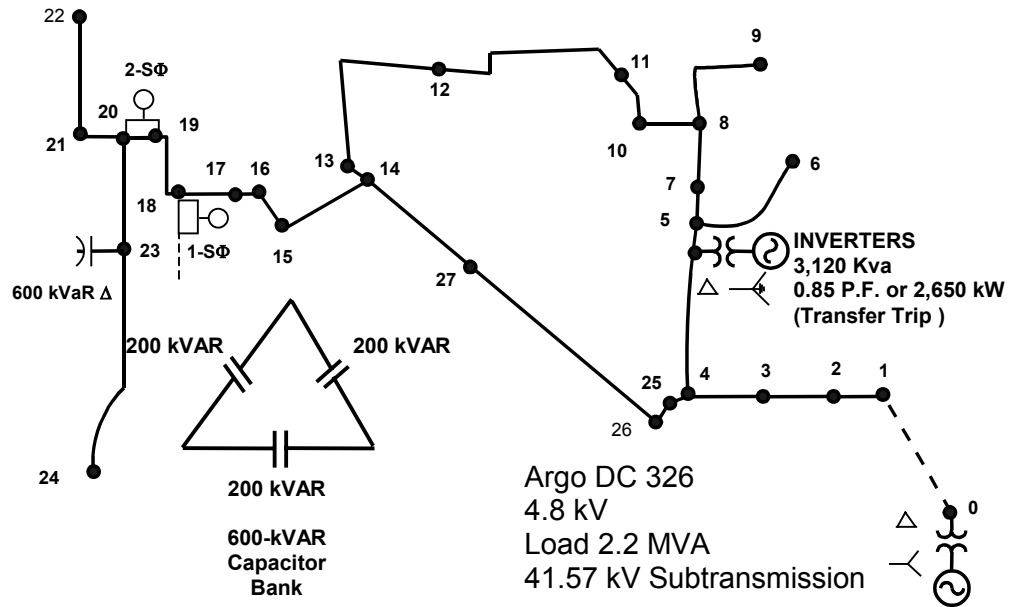 22
2-SΦ
20
19
21
17
16
18
1-SΦ
15
23
600 kVaR Δ
24
13
14
12
11
9
10
8
7
6
5
INVERTERS
3,120 Kva
0.85 P.F. or 2,650 kW
(Transfer Trip )
27
25
26
4
3
2
1
0
200 kVAR
200 kVAR
200 kVAR
600-kVAR
Capacitor
Bank
Argo DC 326
4.8 kV
Load 2.2 MVA
41.57 kV Subtransmission